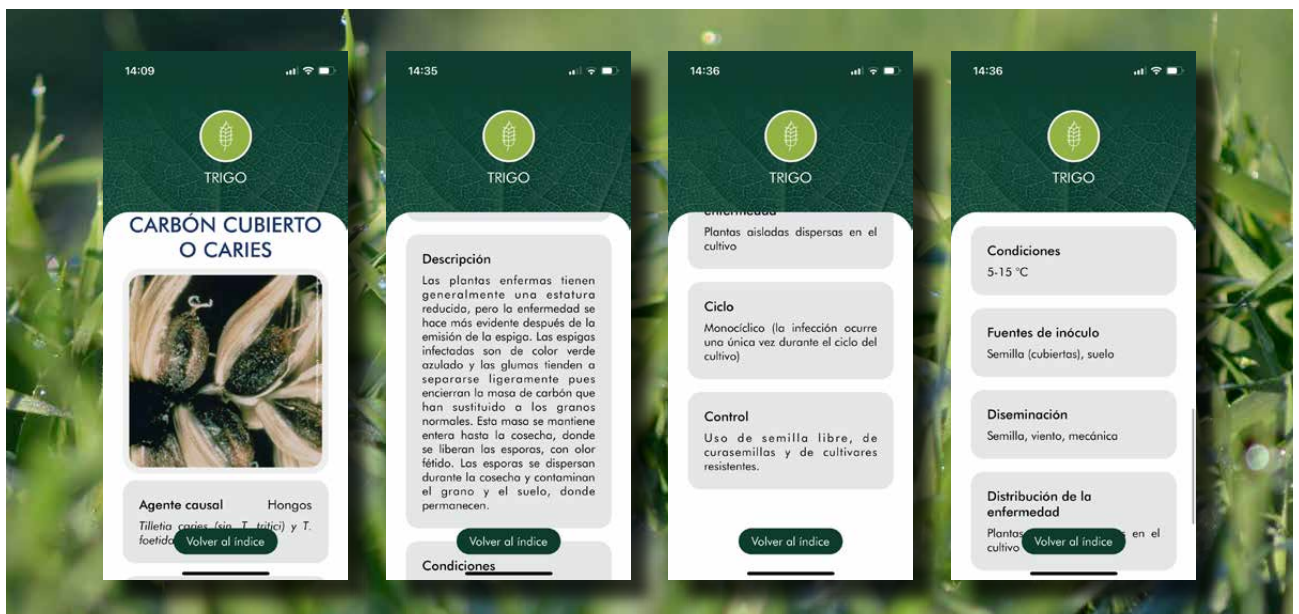 14:09
TRIGO
CARBÓN CUBIERTO
O CARIES
Agente causal Hongos
Tilletia caries (sin. T. tritici) y T.
foetida
Volver al índice
14:35
TRIGO
Descripción
Las plantas enfermas tienen
generalmente una estatura
reducida, pero la enfermedad se
hace más evidente después de la
emisión de la espiga. Las espigas
infectadas son de color verde
azulado y las glumas tienden a
separarse ligeramente pues
encierran la masa de carbón que
han sustituido a los granos
normales. Esta masa se mantiene
entera hasta la cosecha, donde
se liberan las esporas, con olor
fétido. Las esporas se dispersan
durante la cosecha y contaminan
el grano y el suelo, donde
permanecen.
Volver al índice
Condiciones
14:36
TRIGO
enfermedad
Plantas aisladas dispersas en el
cultivo
Ciclo
Monocíclico (la infección ocurre
una única vez durante el ciclo del
cultivo)
Control
Uso de semilla libre, de
curasemillas y de cultivares
resistentes.
Volver al índice
14:36
TRIGO
Condiciones
5-15 °C
Fuentes de inóculo
Semilla (cubiertas), suelo
Diseminación
Semilla, viento, mecánica
Distribución de la
enfermedad
Plantas en el
cultivo
Volver al índice